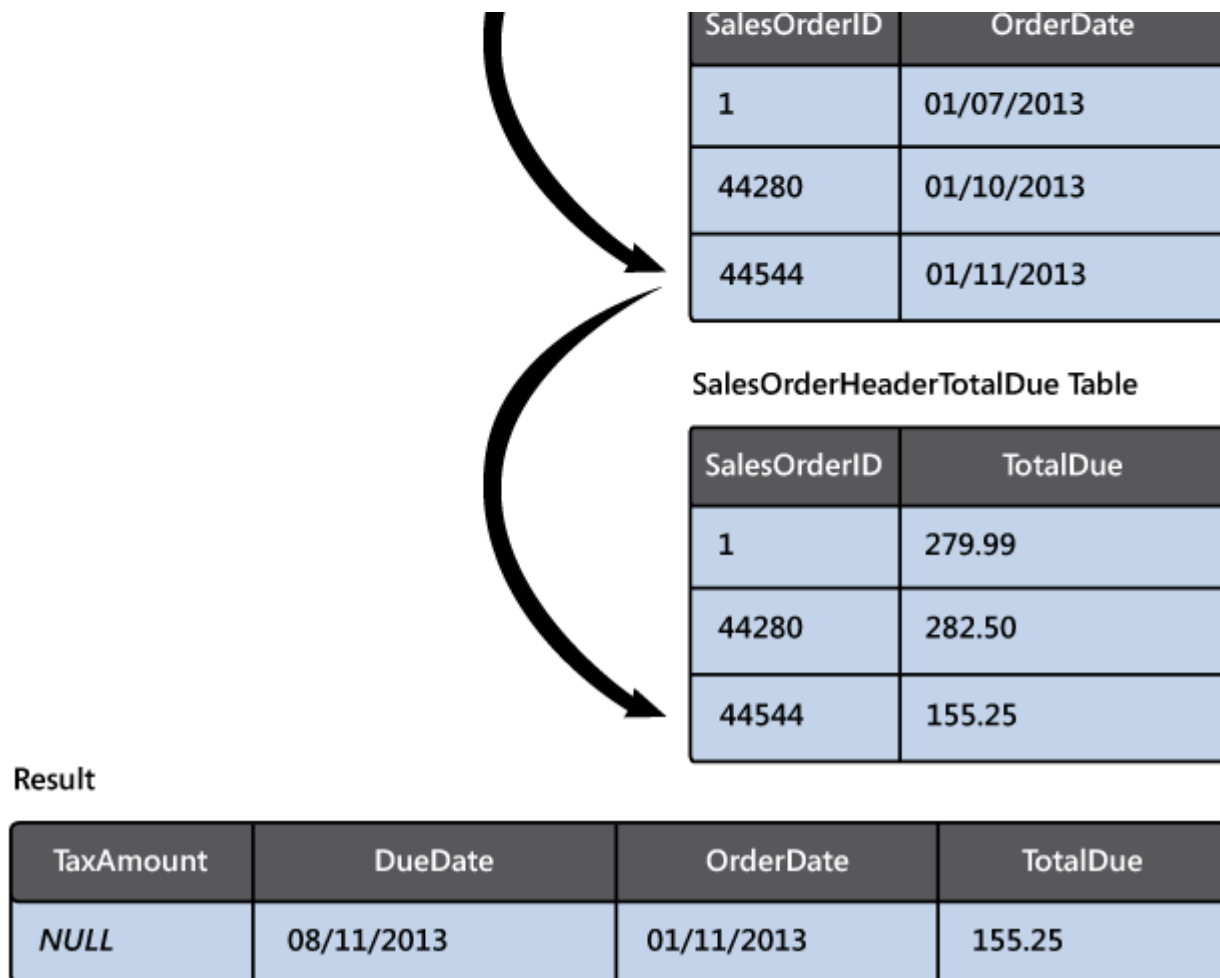 SalesOrderID OrderDate
1 01/07/2013
44280 01/10/2013
44544 01/11/2013
SalesOrderHeaderTotalDue Table
SalesOrderID TotalDue
1 279.99
44280 282.50
44544 155.25
Result
TaxAmount DueDate OrderDate TotalDue
NULL 08/11/2013 01/11/2013 155.25